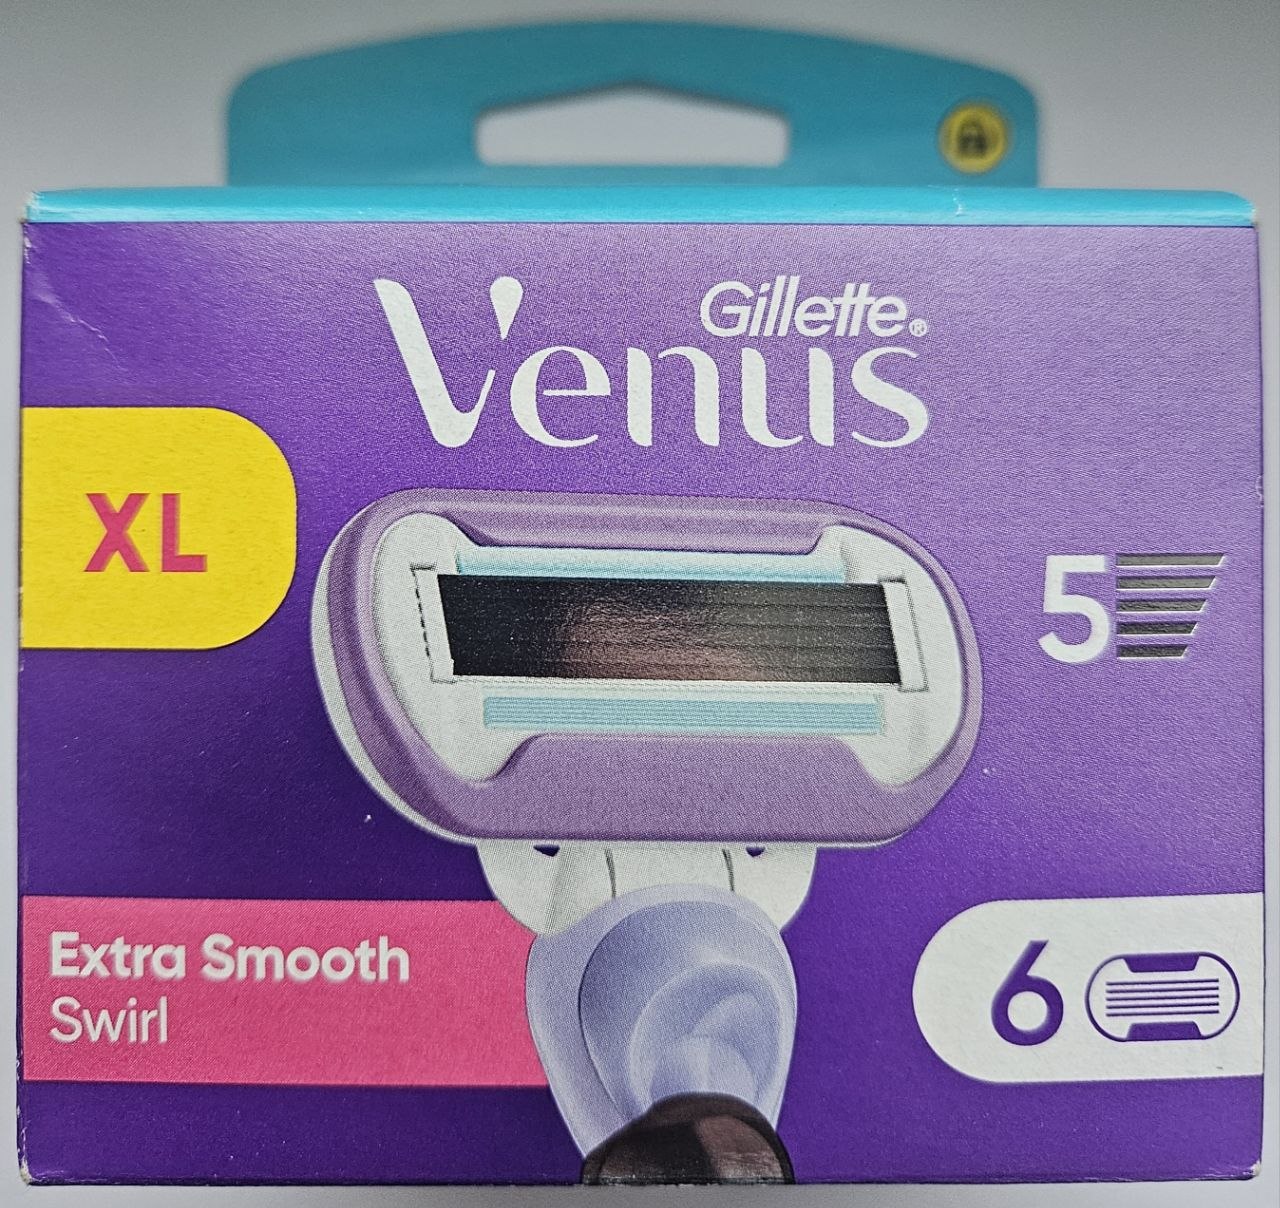 Gillette®
Venus
XL
5
Extra Smooth
Swirl
6